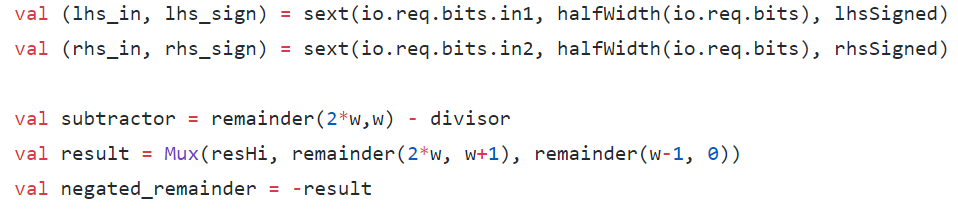 val (lhs_in, lhs_sign) = sext(io.req.bits.in1, halfWidth(io.req.bits), lhsSigned)
val (rhs_in, rhs_sign) = sext(io.req.bits.in2, halfWidth(io.req.bits), rhsSigned)
val subtractor = remainder(2*w,w) - divisor
val result = Mux(resHi, remainder(2*w, w+1), remainder(w-1, 0))
val negated_remainder = -result